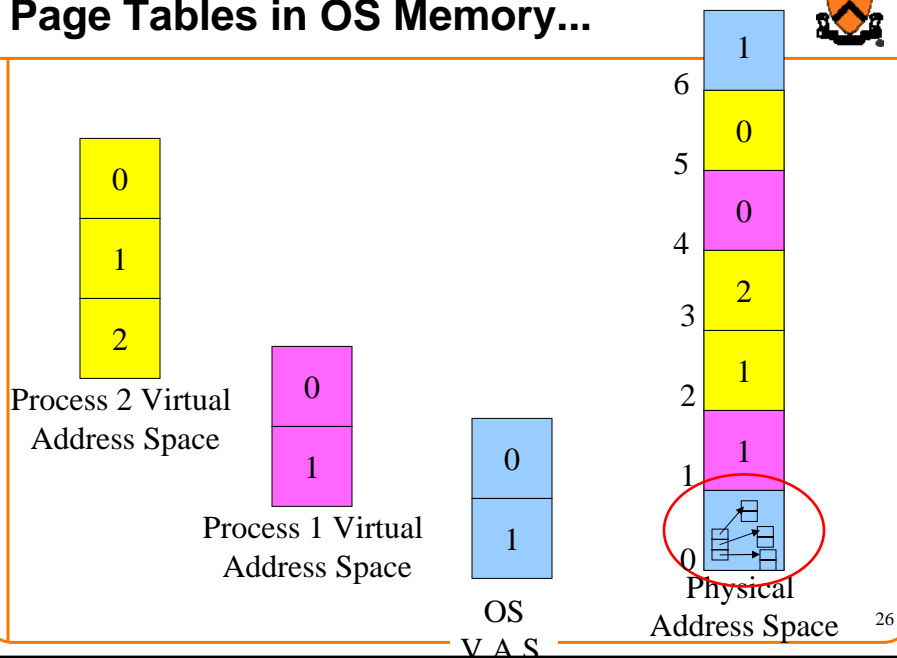 Page Tables in OS Memory...
0
1
2
Process 2 Virtual
Address Space
0
1
Process 1 Virtual
Address Space
0
1
OS
V.A.S.
6
5
4
3
2
1
0
1
0
0
2
1
1
Physical
Address Space
26